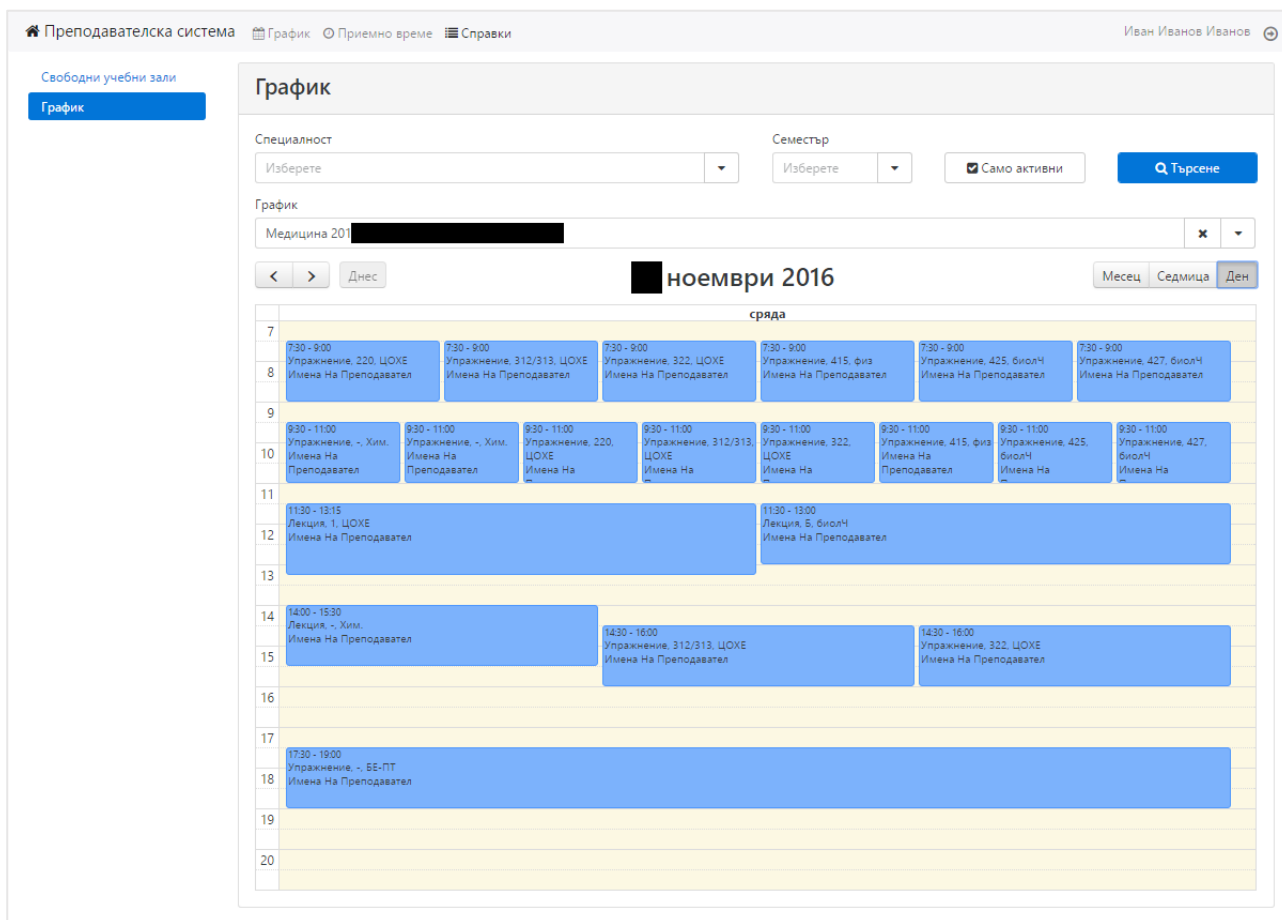 Преподавателска система График Приемно време Справки Иван Иванов Иванов
Свободни учебни зали
График
График
Специалност Семестър
Изберете Изберете Само активни Търсене
График
Медицина 201
Днес ноември 2016 Месец Седмица Ден
сряда
7
7:30 - 9:00 7:30 - 9:00 7:30 - 9:00 7:30 - 9:00 7:30 - 9:00 7:30 - 9:00
Упражнение, 220, ЦОХЕ Упражнение, 312/313, ЦОХЕ Упражнение, 322, ЦОХЕ Упражнение, 415, физ Упражнение, 425, биолЧ Упражнение, 427, биолЧ
8 Имена На Преподавател Имена На Преподавател Имена На Преподавател Имена На Преподавател Имена На Преподавател Имена На Преподавател
9
9:30 - 11:00 9:30 - 11:00 9:30 - 11:00 9:30 - 11:00 9:30 - 11:00 9:30 - 11:00 9:30 - 11:00 9:30 - 11:00
Упражнение, -, Хим. Упражнение, -, Хим. Упражнение, 220, Упражнение, 312/313, Упражнение, 322, Упражнение, 415, физ Упражнение, 425, Упражнение, 427,
10 Имена На Имена На ЦОХЕ ЦОХЕ ЦОХЕ Имена На биолЧ биолЧ
Преподавател Преподавател Имена На Имена На Имена На Преподавател Имена На Имена На
11
11:30 - 13:15 11:30 - 13:00
Лекция, 1, ЦОХЕ Лекция, Б, биолЧ
12 Имена На Преподавател Имена На Преподавател
13
14 14:00 - 15:30
Лекция, -, Хим. 14:30 - 16:00 14:30 - 16:00
Имена На Преподавател Упражнение, 312/313, ЦОХЕ Упражнение, 322, ЦОХЕ
15 Имена На Преподавател Имена На Преподавател
16
17
17:30 - 19:00
Упражнение, -, БЕ-ПТ
18 Имена На Преподавател
19
20